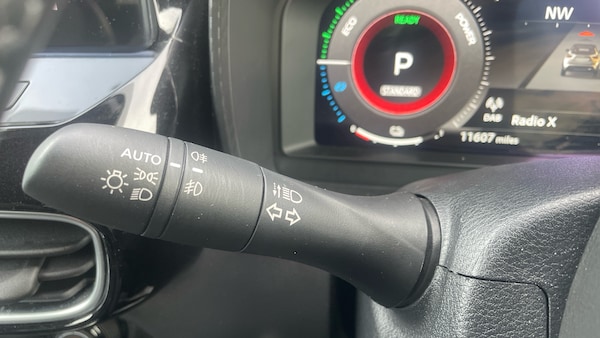 READY
ECO
POWER
P
STANDARD
NW
DAB Radio X
11607 miles
AUTO